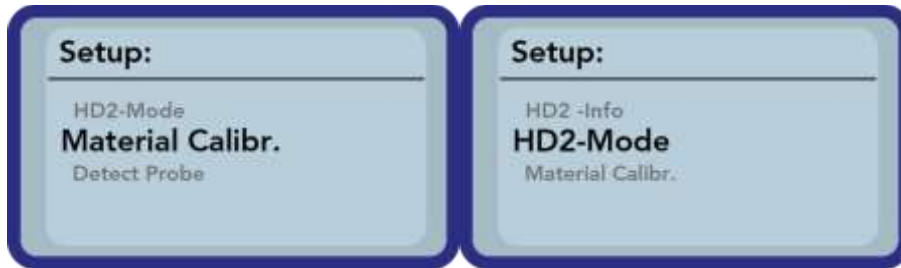 Setup:
HD2-Mode
Material Calibr.
Detect Probe
Setup:
HD2 -Info
HD2-Mode
Material Calibr.